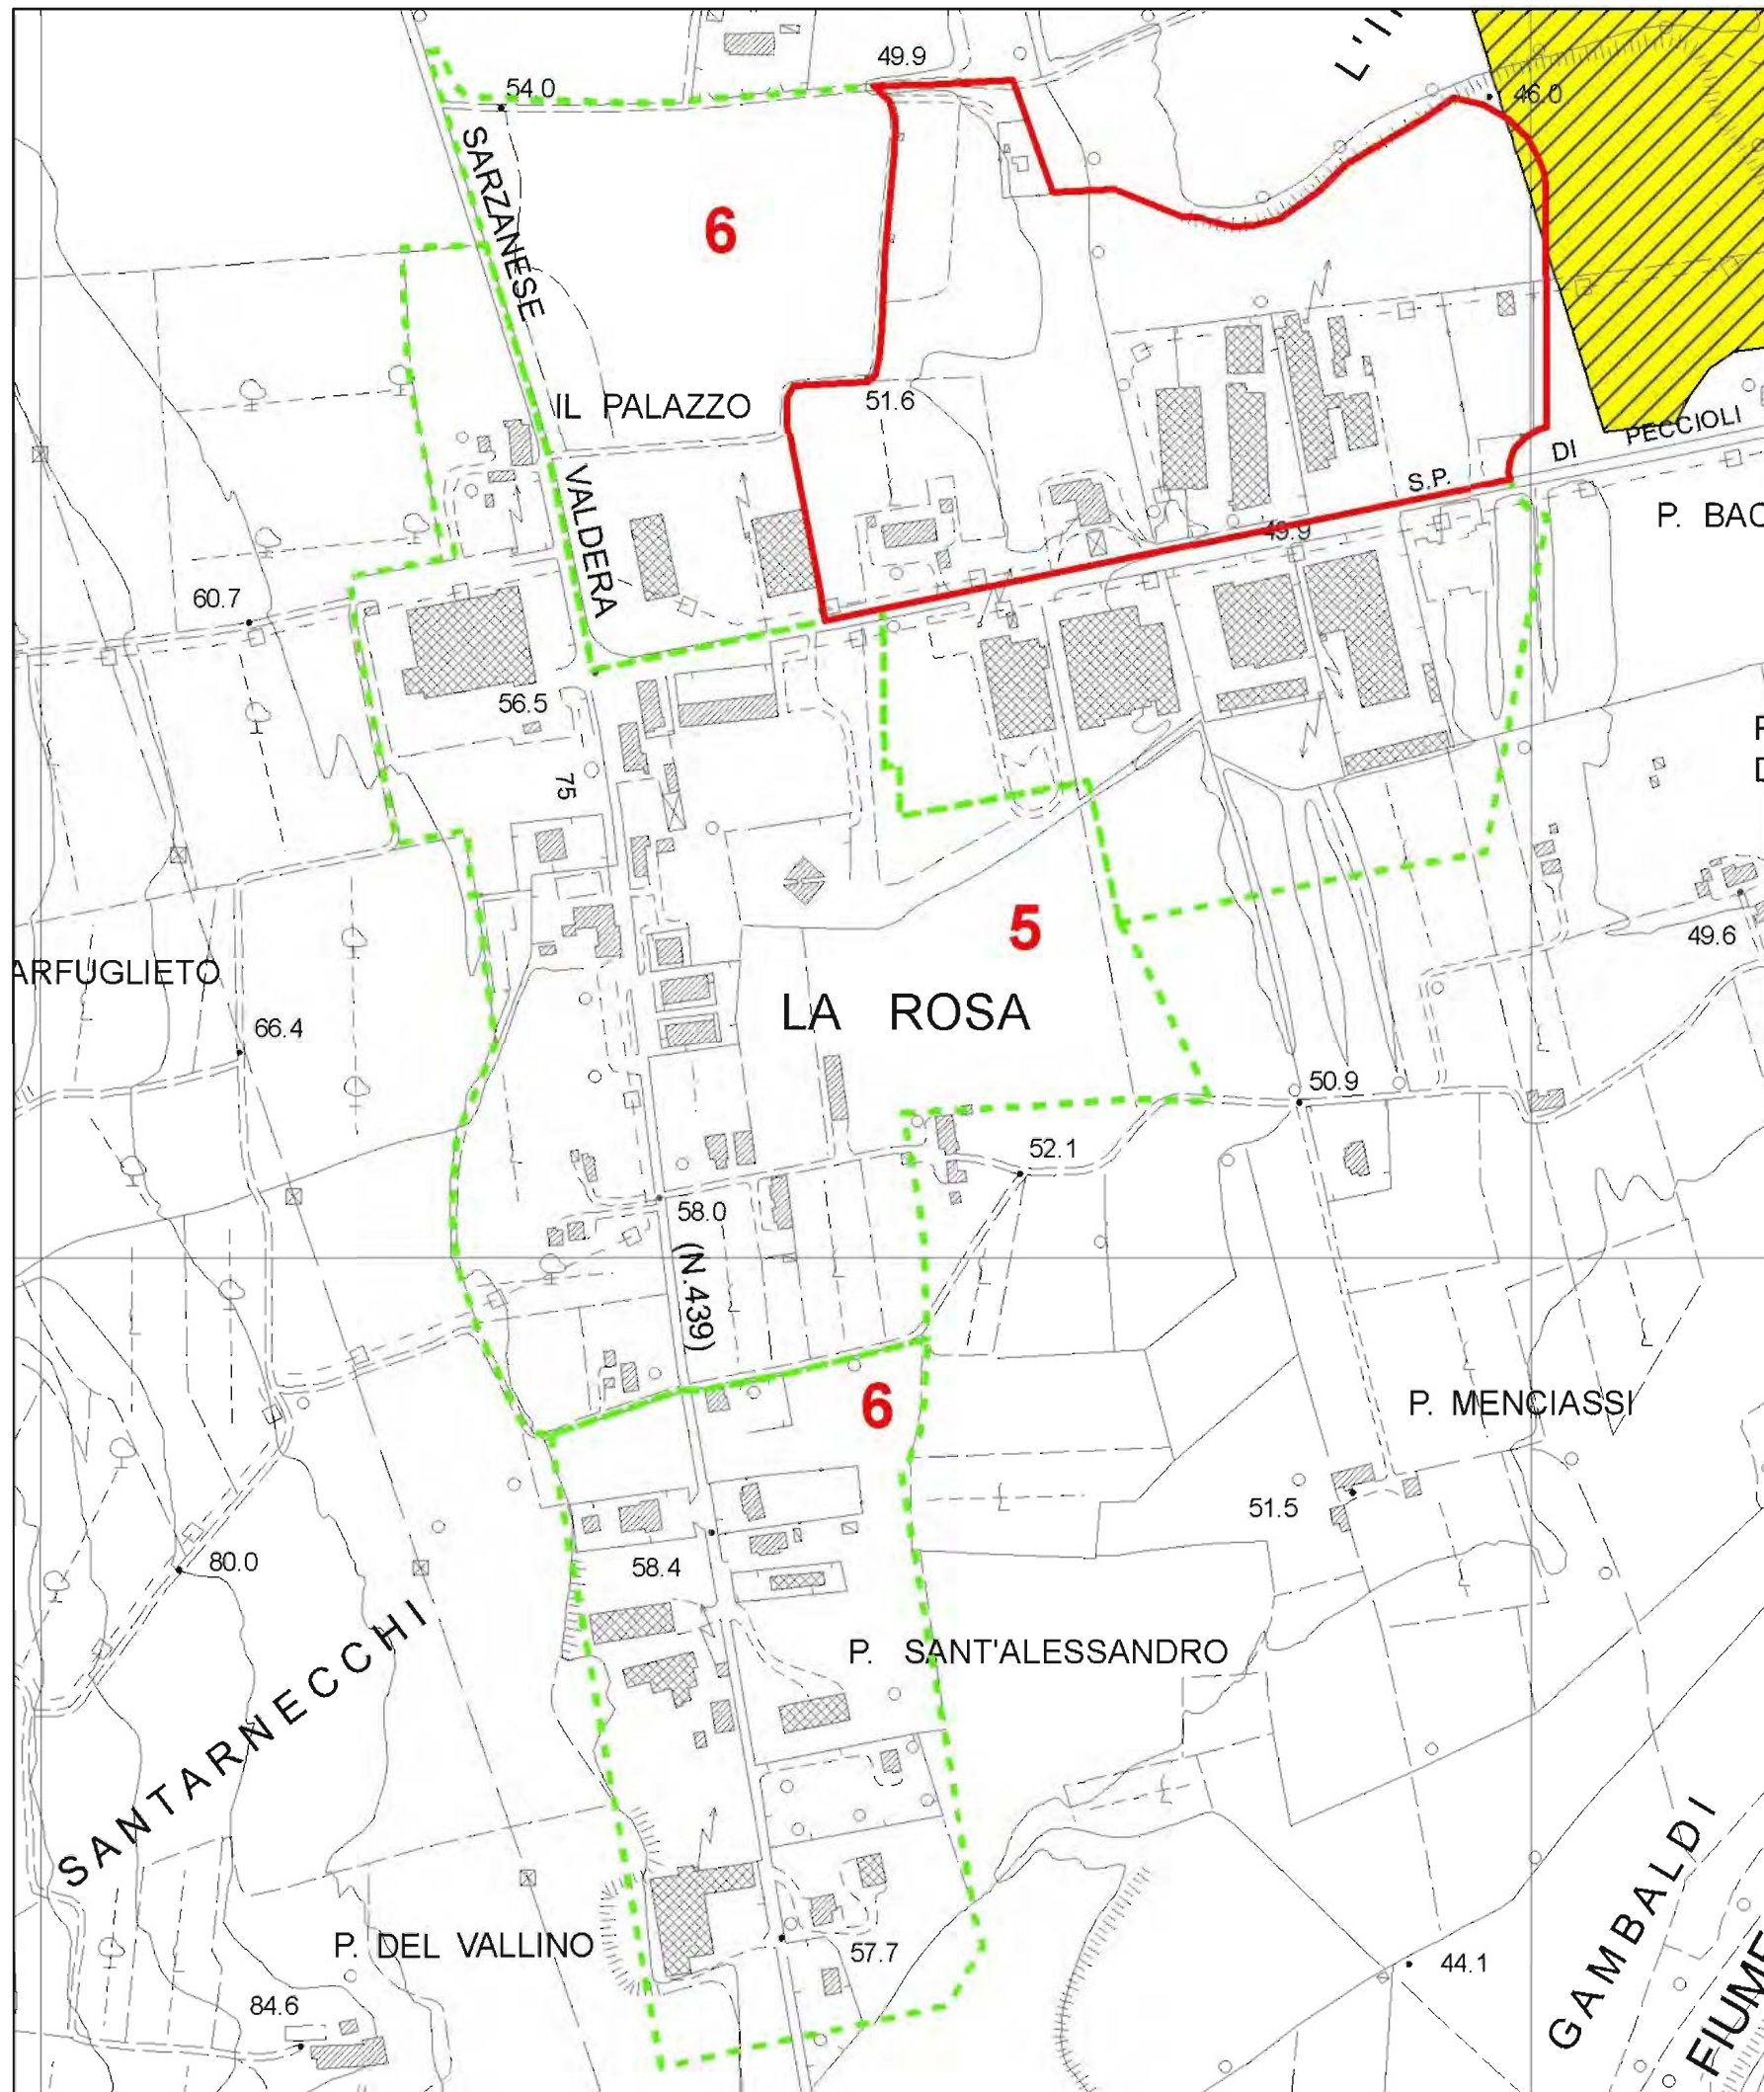 49.9
54.0
46.0
SARZANESE
6
IL PALAZZO
51.6
VALDERA
DI
PECCIOLI
S.P.
49.9
P. BAC
60.7
56.5
75
5
49.6
ARFUGLIETO
LA ROSA
66.4
50.9
52.1
58.0
(N.439)
6
P. MENCIASSI
51.5
80.0
58.4
P. SANT'ALESSANDRO
SANTARNECCHI
P. DEL VALLINO
57.7
44.1
84.6
GAMBALDI
FIUME